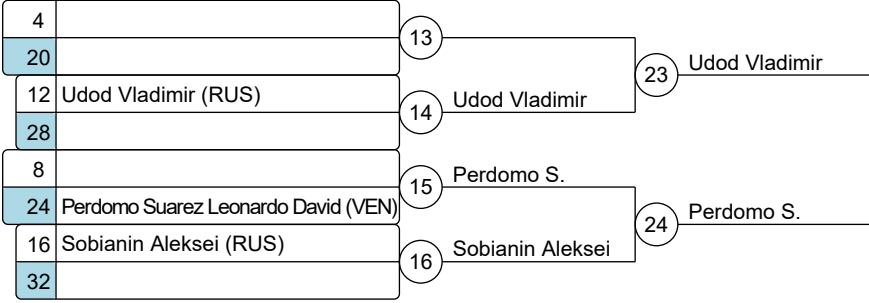 4
20
13
12 Udod Vladimir (RUS)
28
14 Udod Vladimir
23 Udod Vladimir
8
24 Perdomo Suarez Leonardo David (VEN)
15 Perdomo S.
16 Sobianin Aleksei (RUS)
32
16 Sobianin Aleksei
24 Perdomo S.